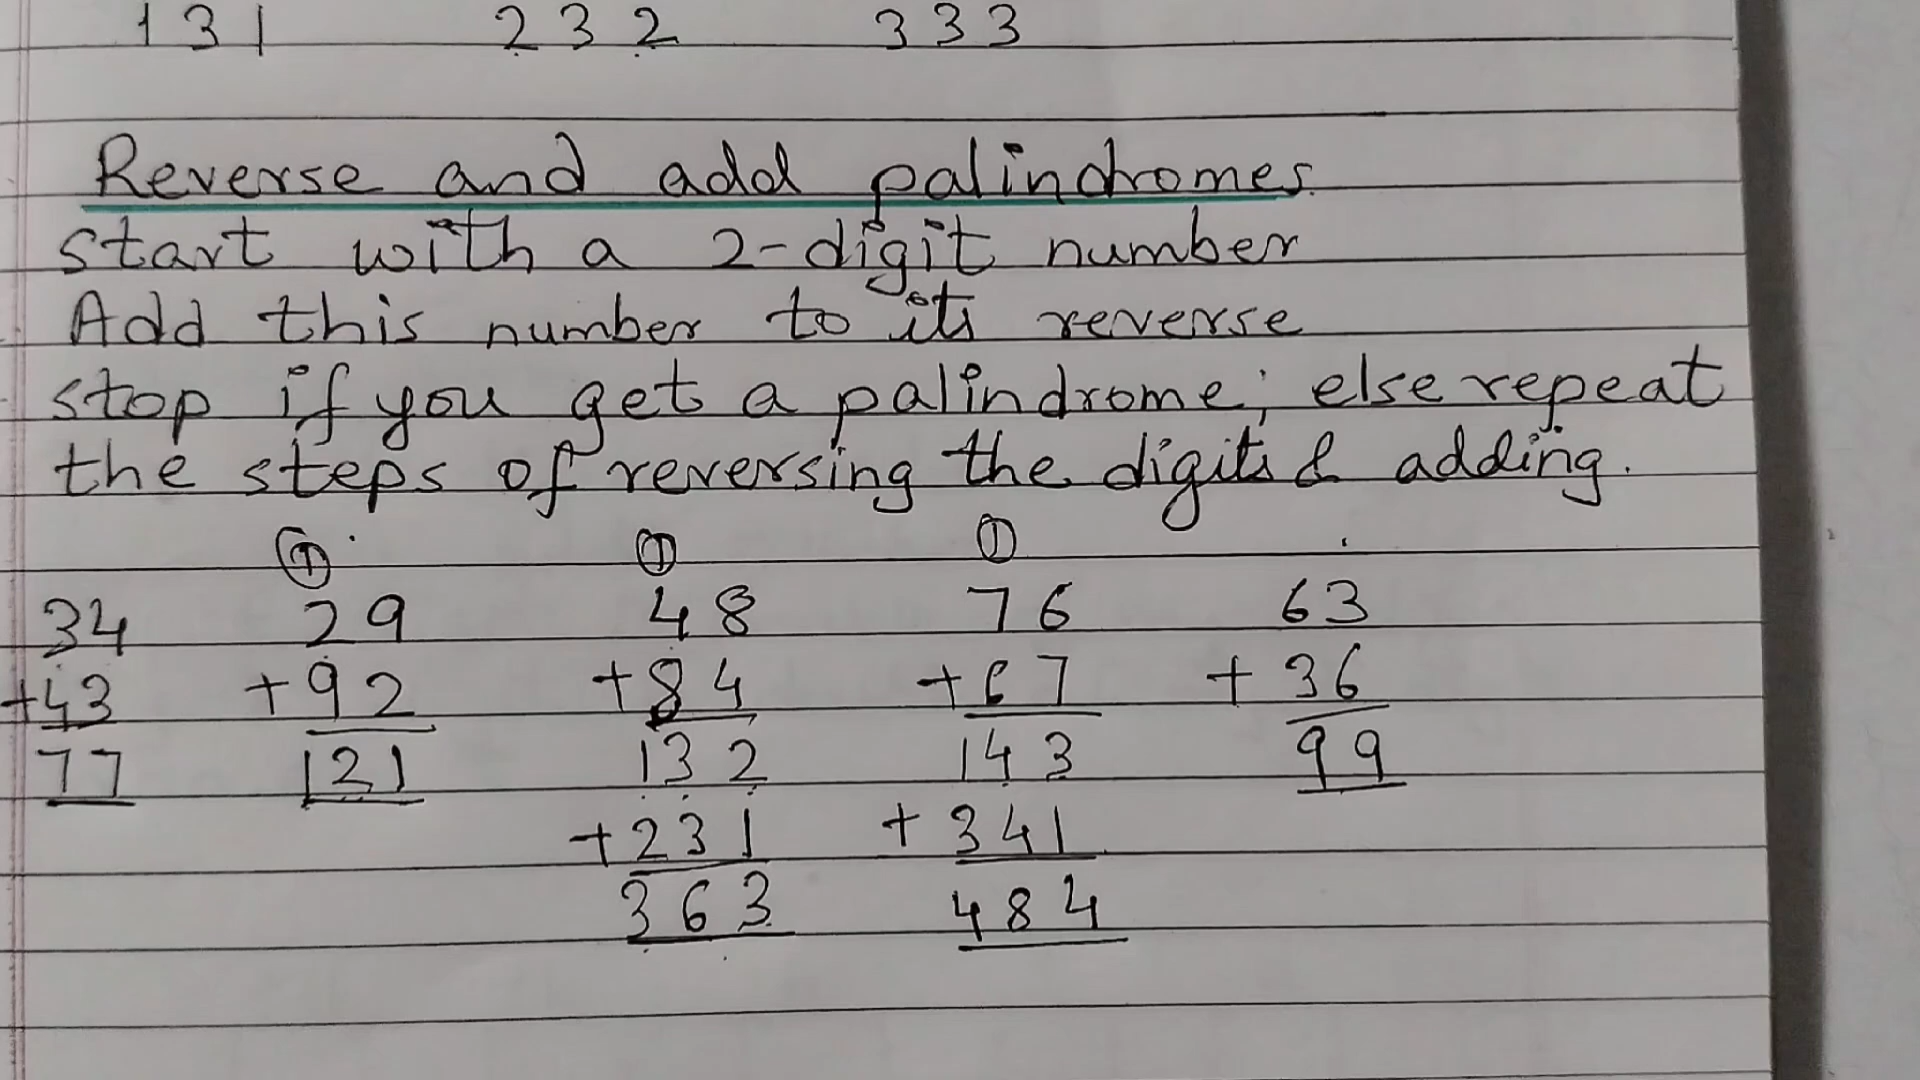 131 232 333
Reverse and add palindromes.
start with a 2-digit number
Add this number to its reverse
stop if you get a palindrome; else repeat
the steps of reversing the digits & adding.
① ① ①
34 29 48 76 63
+43 +92 +84 +67 +36
77 121 132 143 99
+231 +341
363 484